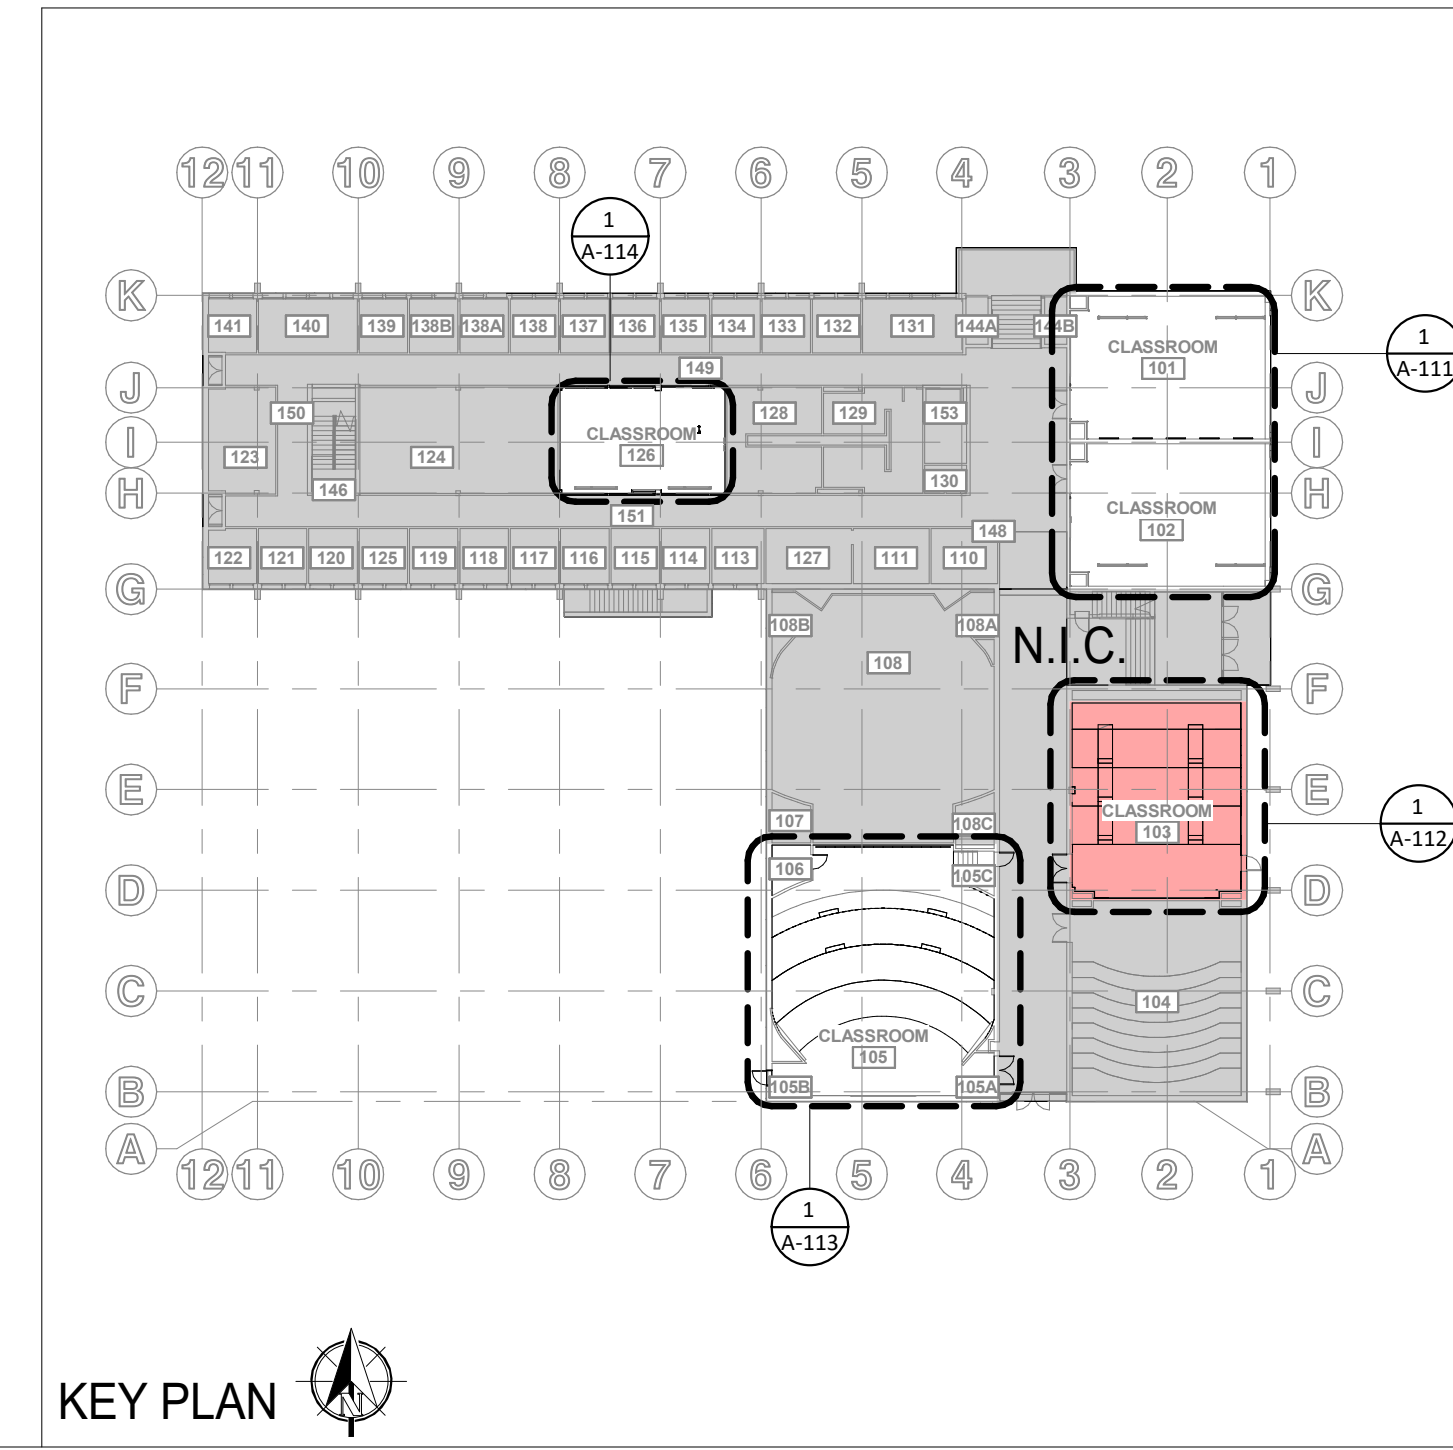 12 11 10 9 8 7 6 5 4 3 2 1
1
A-114
K K
141 140 139 138B 138A 138 137 136 135 134 133 132 131 144A 144B
CLASSROOM
101
1
A-111
149
J J
150 128 129 153
CLASSROOM
126
I I
123 124
146 130
H H
CLASSROOM
102
151
148
122 121 120 125 119 118 117 116 115 114 113 127 111 110
G G
108B 108A
N.I.C.
108
F F
E E
CLASSROOM
103
1
A-112
107 108C
106 105C
D D
C C
104
CLASSROOM
105
105B 105A
B B
A A
12 11 10 9 8 7 6 5 4 3 2 1
1
A-113
KEY PLAN
N